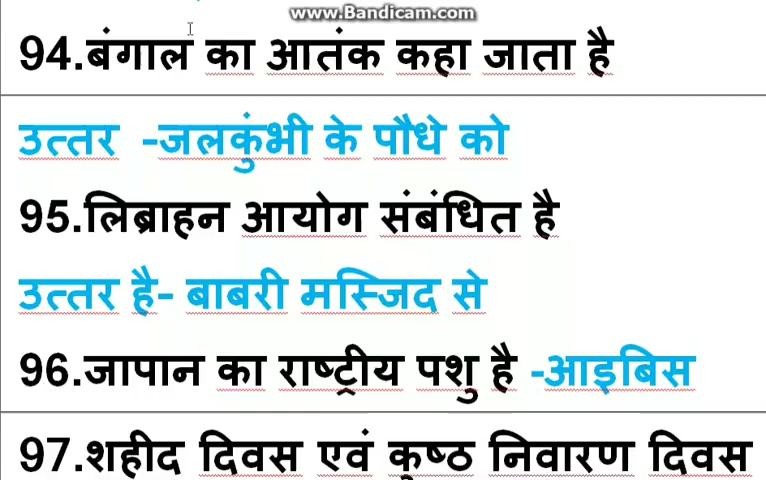 www.Bandicam.com
94.बंगाल का आतंक कहा जाता है
उत्तर -जलकुंभी के पौधे को
95.लिब्राहन आयोग संबंधित है
उत्तर है- बाबरी मस्जिद से
96.जापान का राष्ट्रीय पशु है -आइबिस
97.शहीद दिवस एवं कुष्ठ निवारण दिवस